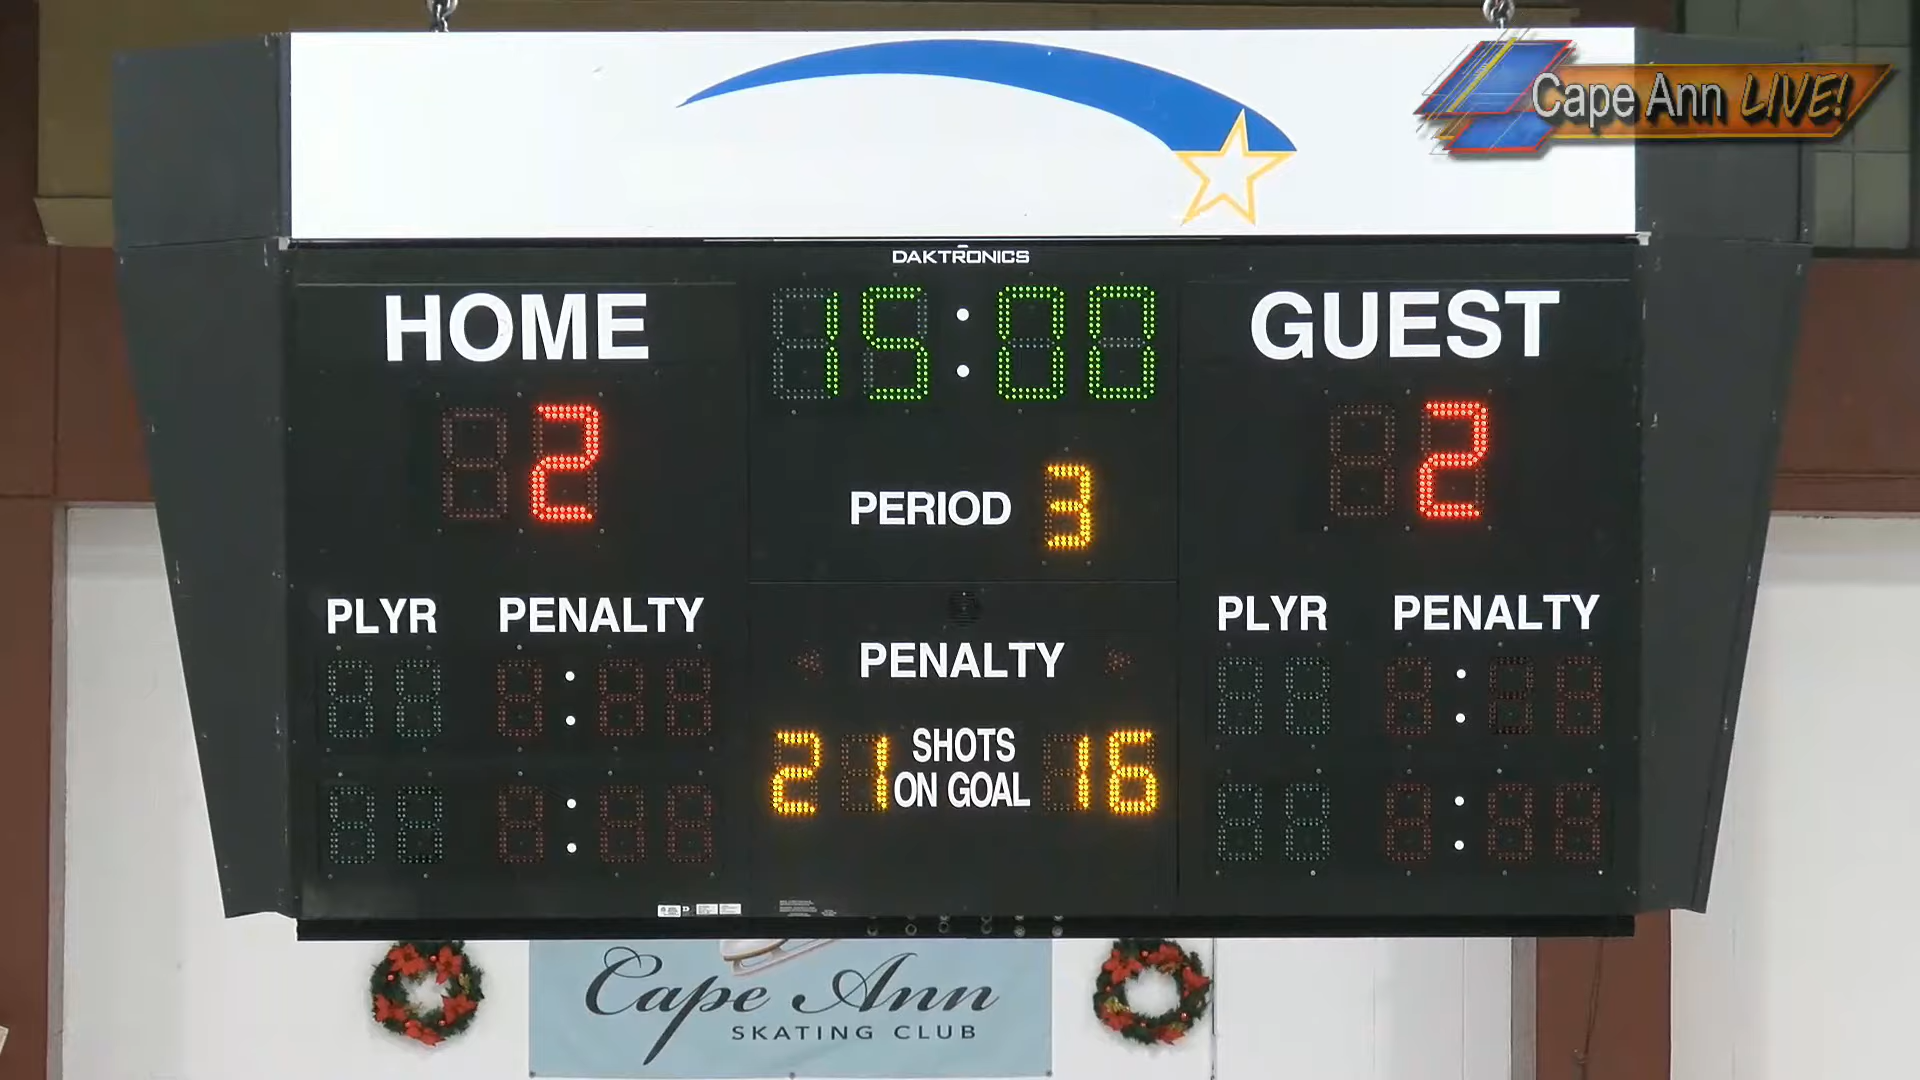 Cape Ann LIVE!
DAKTRONICS
HOME
15:00
GUEST
2
2
PERIOD 3
PLYR PENALTY
PLYR PENALTY
PENALTY
21 SHOTS ON GOAL 16
Cape Ann
SKATING CLUB